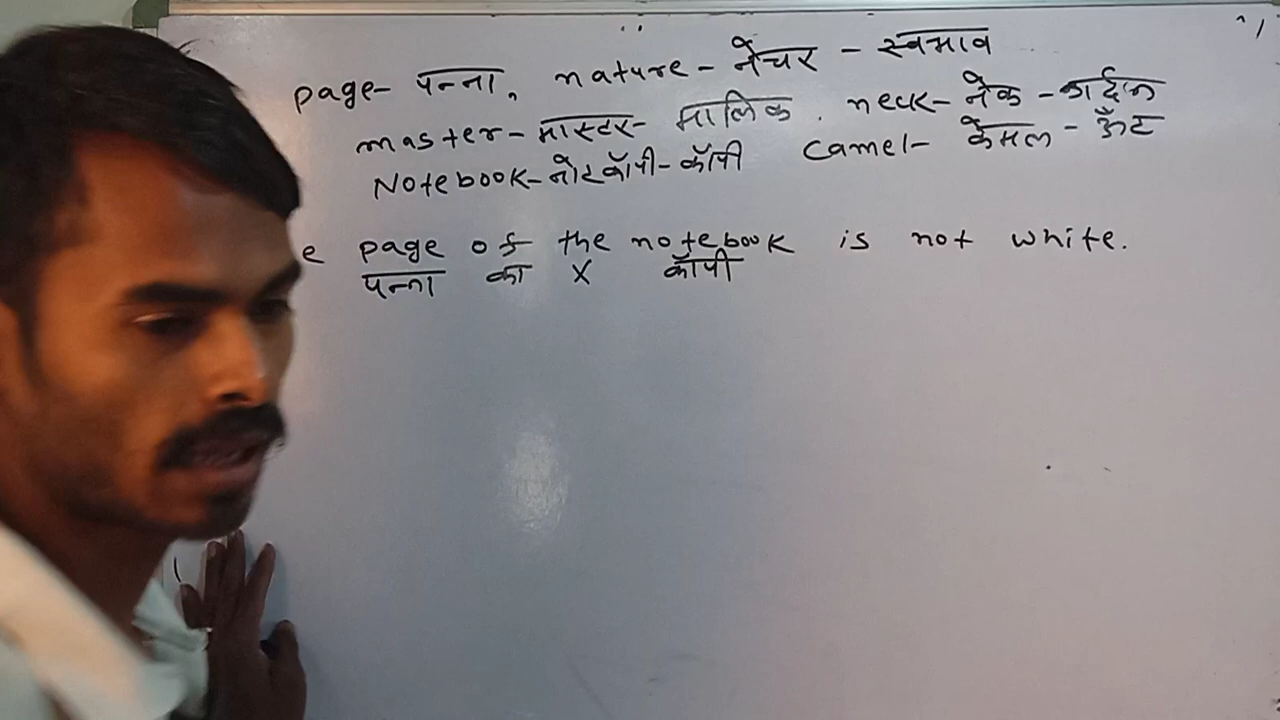 page- पन्ना, nature - नेचर - स्वभाव
master- मास्टर- मालिक. neck- नेक - गर्दन
Notebook- नोटकॉपी- कॉपी camel- कैमल - ऊँट
e page of the notebook is not white.
पन्ना का X कॉपी